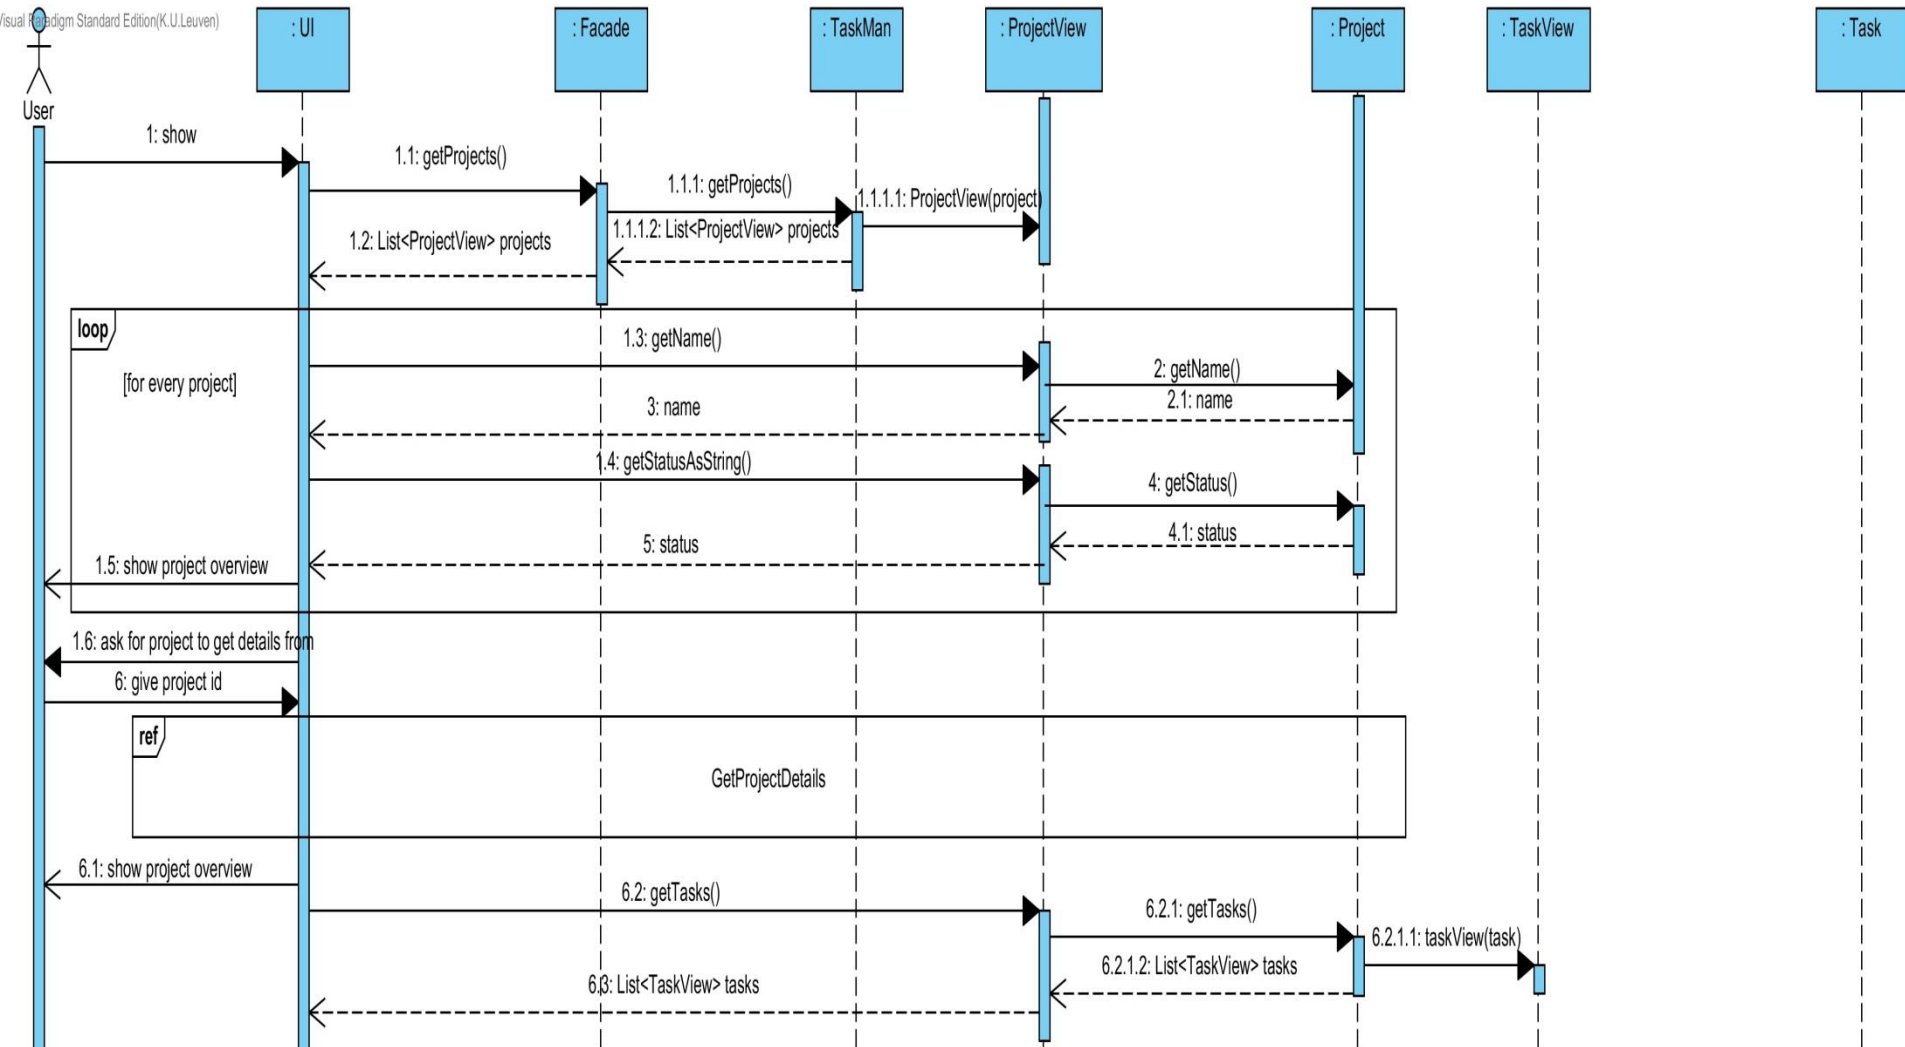 Visual Paradigm Standard Edition(K.U.Leuven)
: UI
: Facade
: TaskMan
: ProjectView
: Project
: TaskView
: Task
User
1: show
1.1: getProjects()
1.1.1: getProjects()
1.1.1.1: ProjectView(project)
1.1.1.2: List<ProjectView> projects
1.2: List<ProjectView> projects
loop
[for every project]
1.3: getName()
2: getName()
2.1: name
3: name
1.4: getStatusAsString()
4: getStatus()
4.1: status
5: status
1.5: show project overview
1.6: ask for project to get details from
6: give project id
ref
GetProjectDetails
6.1: show project overview
6.2: getTasks()
6.2.1: getTasks()
6.2.1.1: taskView(task)
6.2.1.2: List<TaskView> tasks
6.3: List<TaskView> tasks